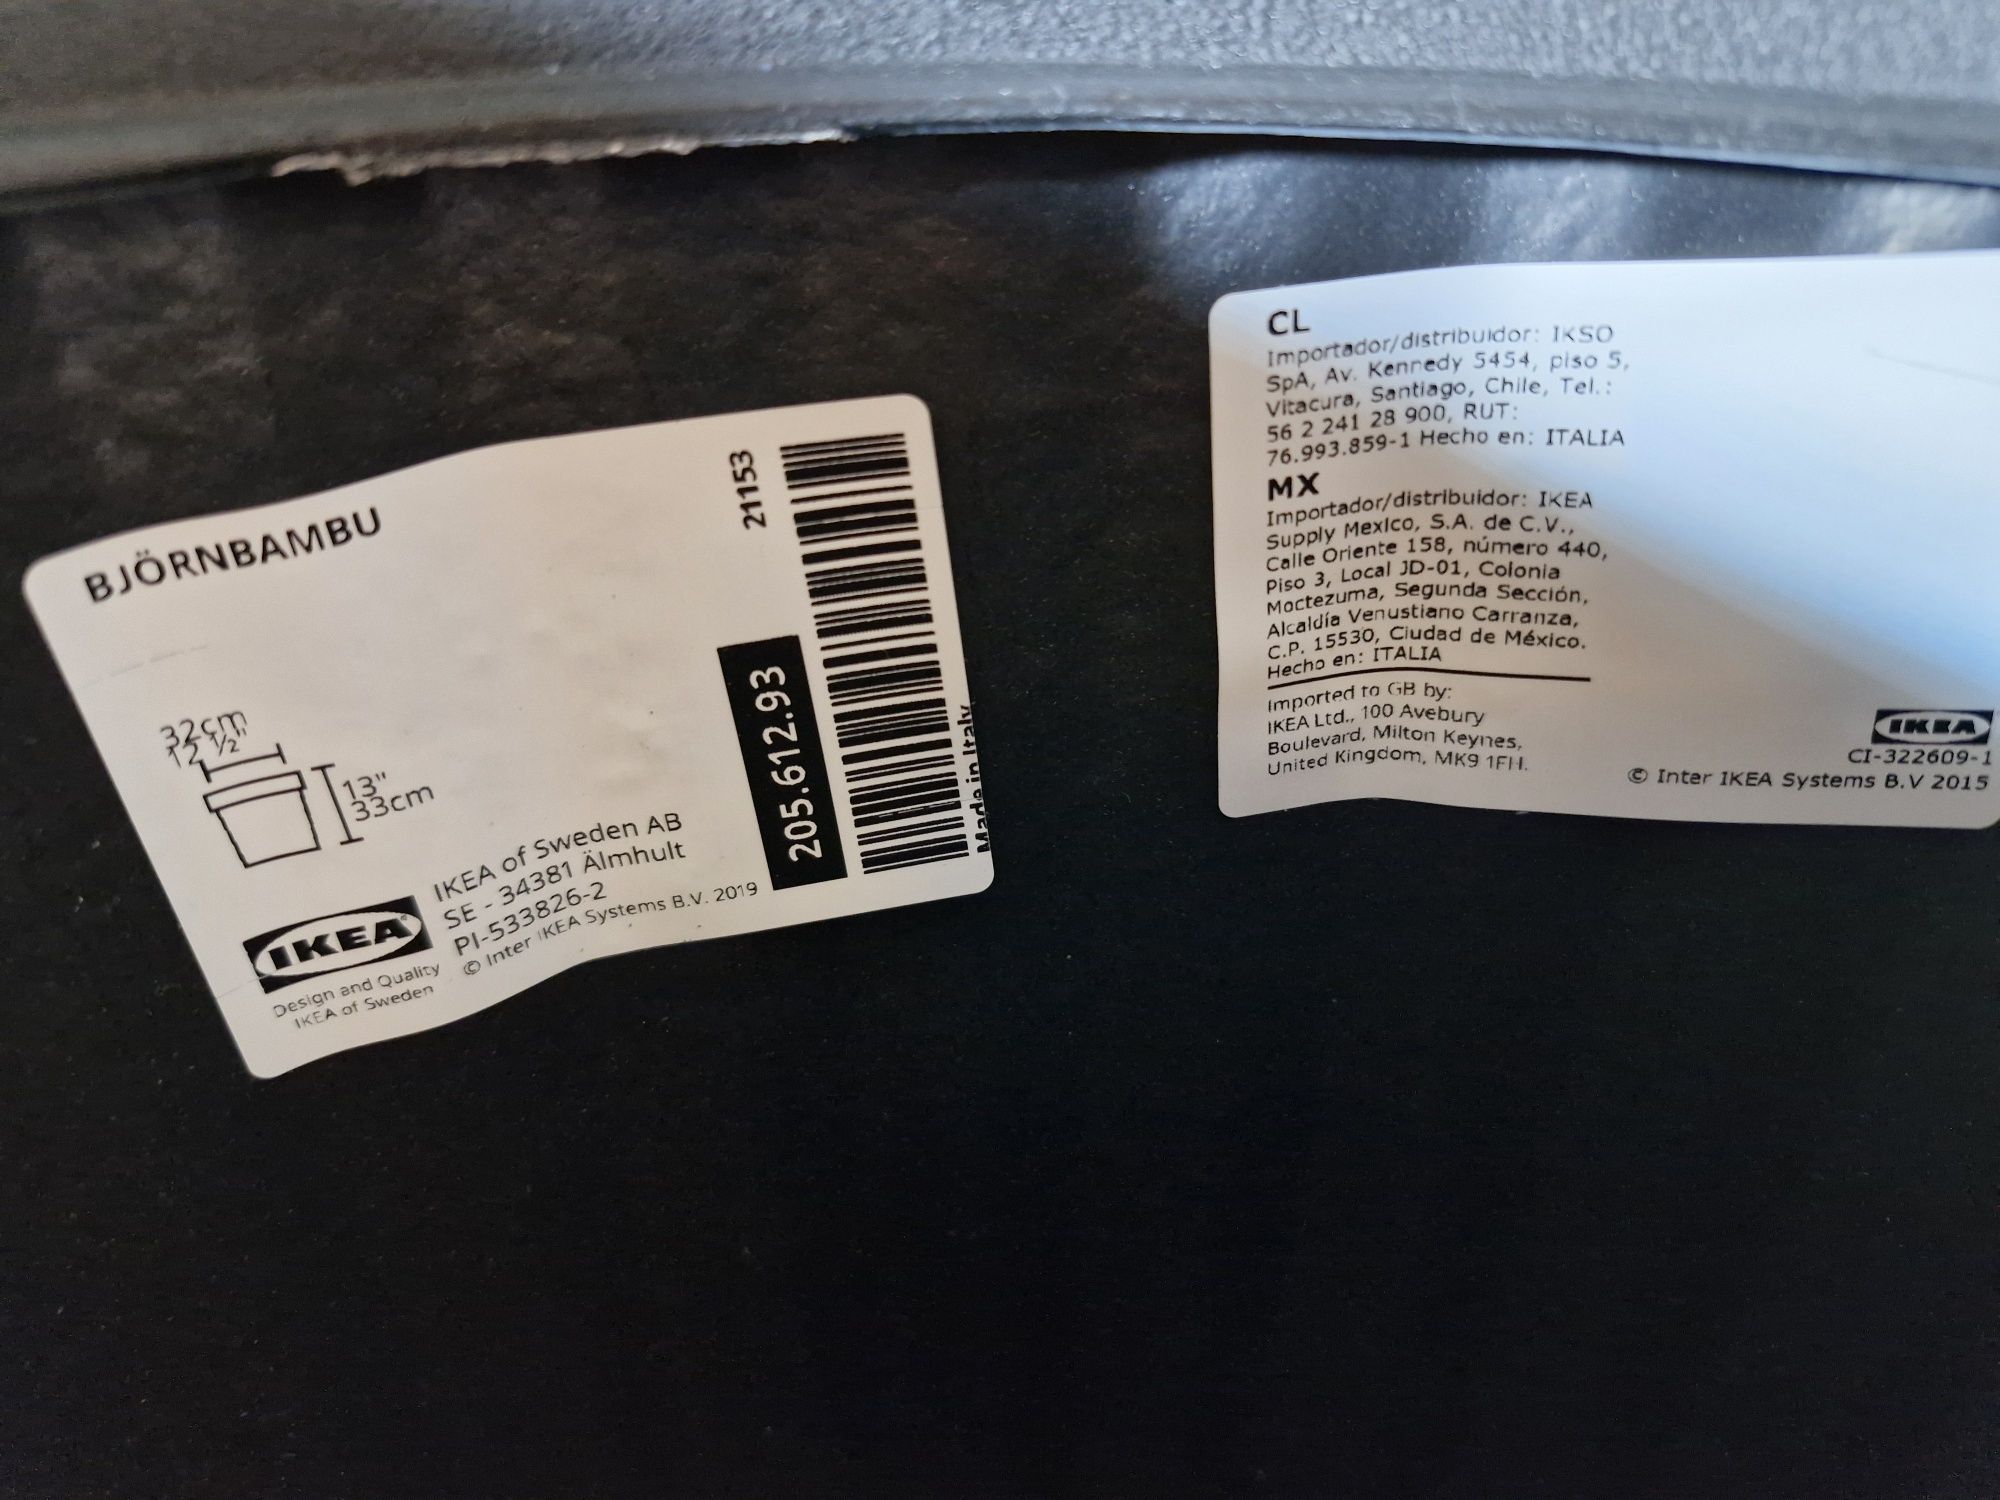 BJÖRNBAMBU
21153
32cm
12 ½"
13"
33cm
205.612.93
Made in Italy
IKEA®
Design and Quality
IKEA of Sweden
IKEA of Sweden AB
SE - 34381 Älmhult
PI-533826-2
© Inter IKEA Systems B.V. 2019
CL
Importador/distribuidor: IKSO
SpA, Av. Kennedy 5454, piso 5,
Vitacura, Santiago, Chile, Tel.:
56 2 241 28 900, RUT:
76.993.859-1 Hecho en: ITALIA
MX
Importador/distribuidor: IKEA
Supply Mexico, S.A. de C.V.,
Calle Oriente 158, número 440,
Piso 3, Local JD-01, Colonia
Moctezuma, Segunda Sección,
Alcaldía Venustiano Carranza,
C.P. 15530, Ciudad de México.
Hecho en: ITALIA
Imported to GB by:
IKEA Ltd., 100 Avebury
Boulevard, Milton Keynes,
United Kingdom, MK9 1FH.
IKEA
CI-322609-1
© Inter IKEA Systems B.V 2015